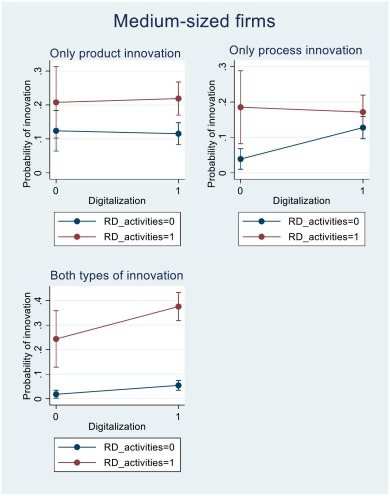 Medium-sized firms
Only product innovation
Probability of innovation
0 .1 .2 .3
0 1
Digitalization
RD_activities=0
RD_activities=1
Only process innovation
Probability of innovation
0 .1 .2 .3
0 1
Digitalization
RD_activities=0
RD_activities=1
Both types of innovation
Probability of innovation
0 .1 .2 .3 .4
0 1
Digitalization
RD_activities=0
RD_activities=1